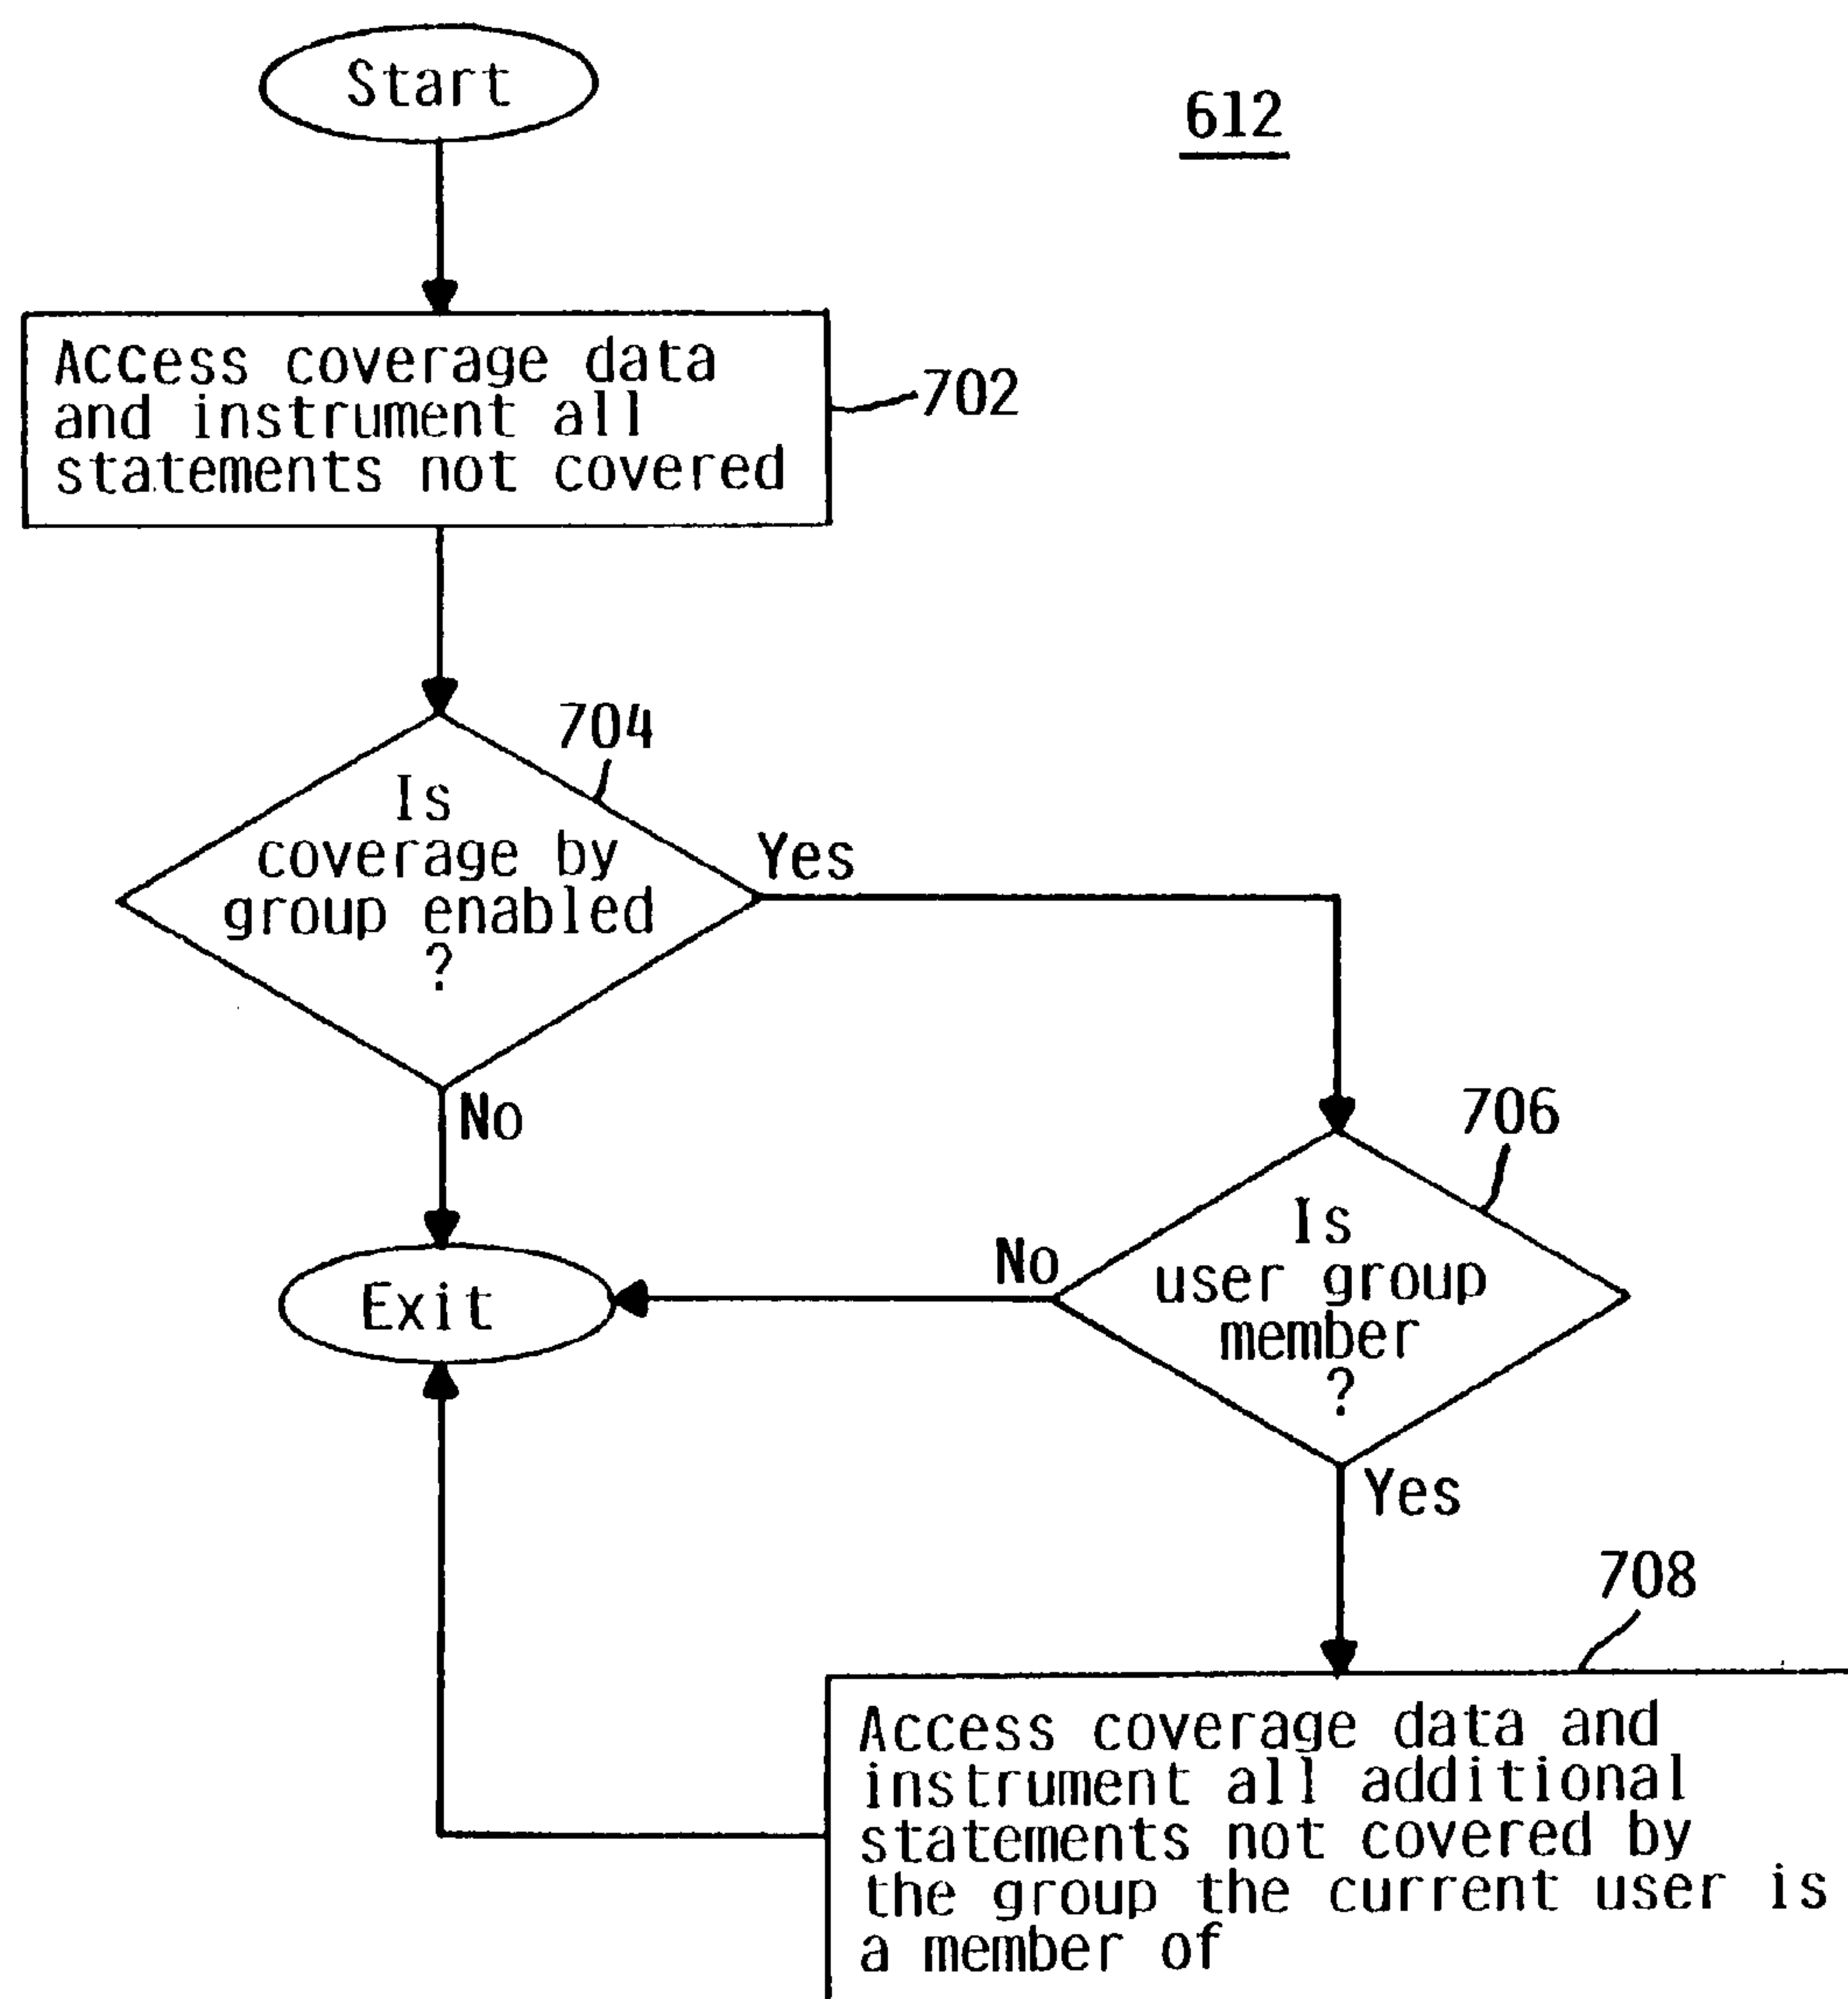 Start
612
Access coverage data
and instrument all
statements not covered
702
704
Is
coverage by
group enabled
?
Yes
No
706
Is
user group
member
?
No
Exit
Yes
708
Access coverage data and
instrument all additional
statements not covered by
the group the current user is
a member of